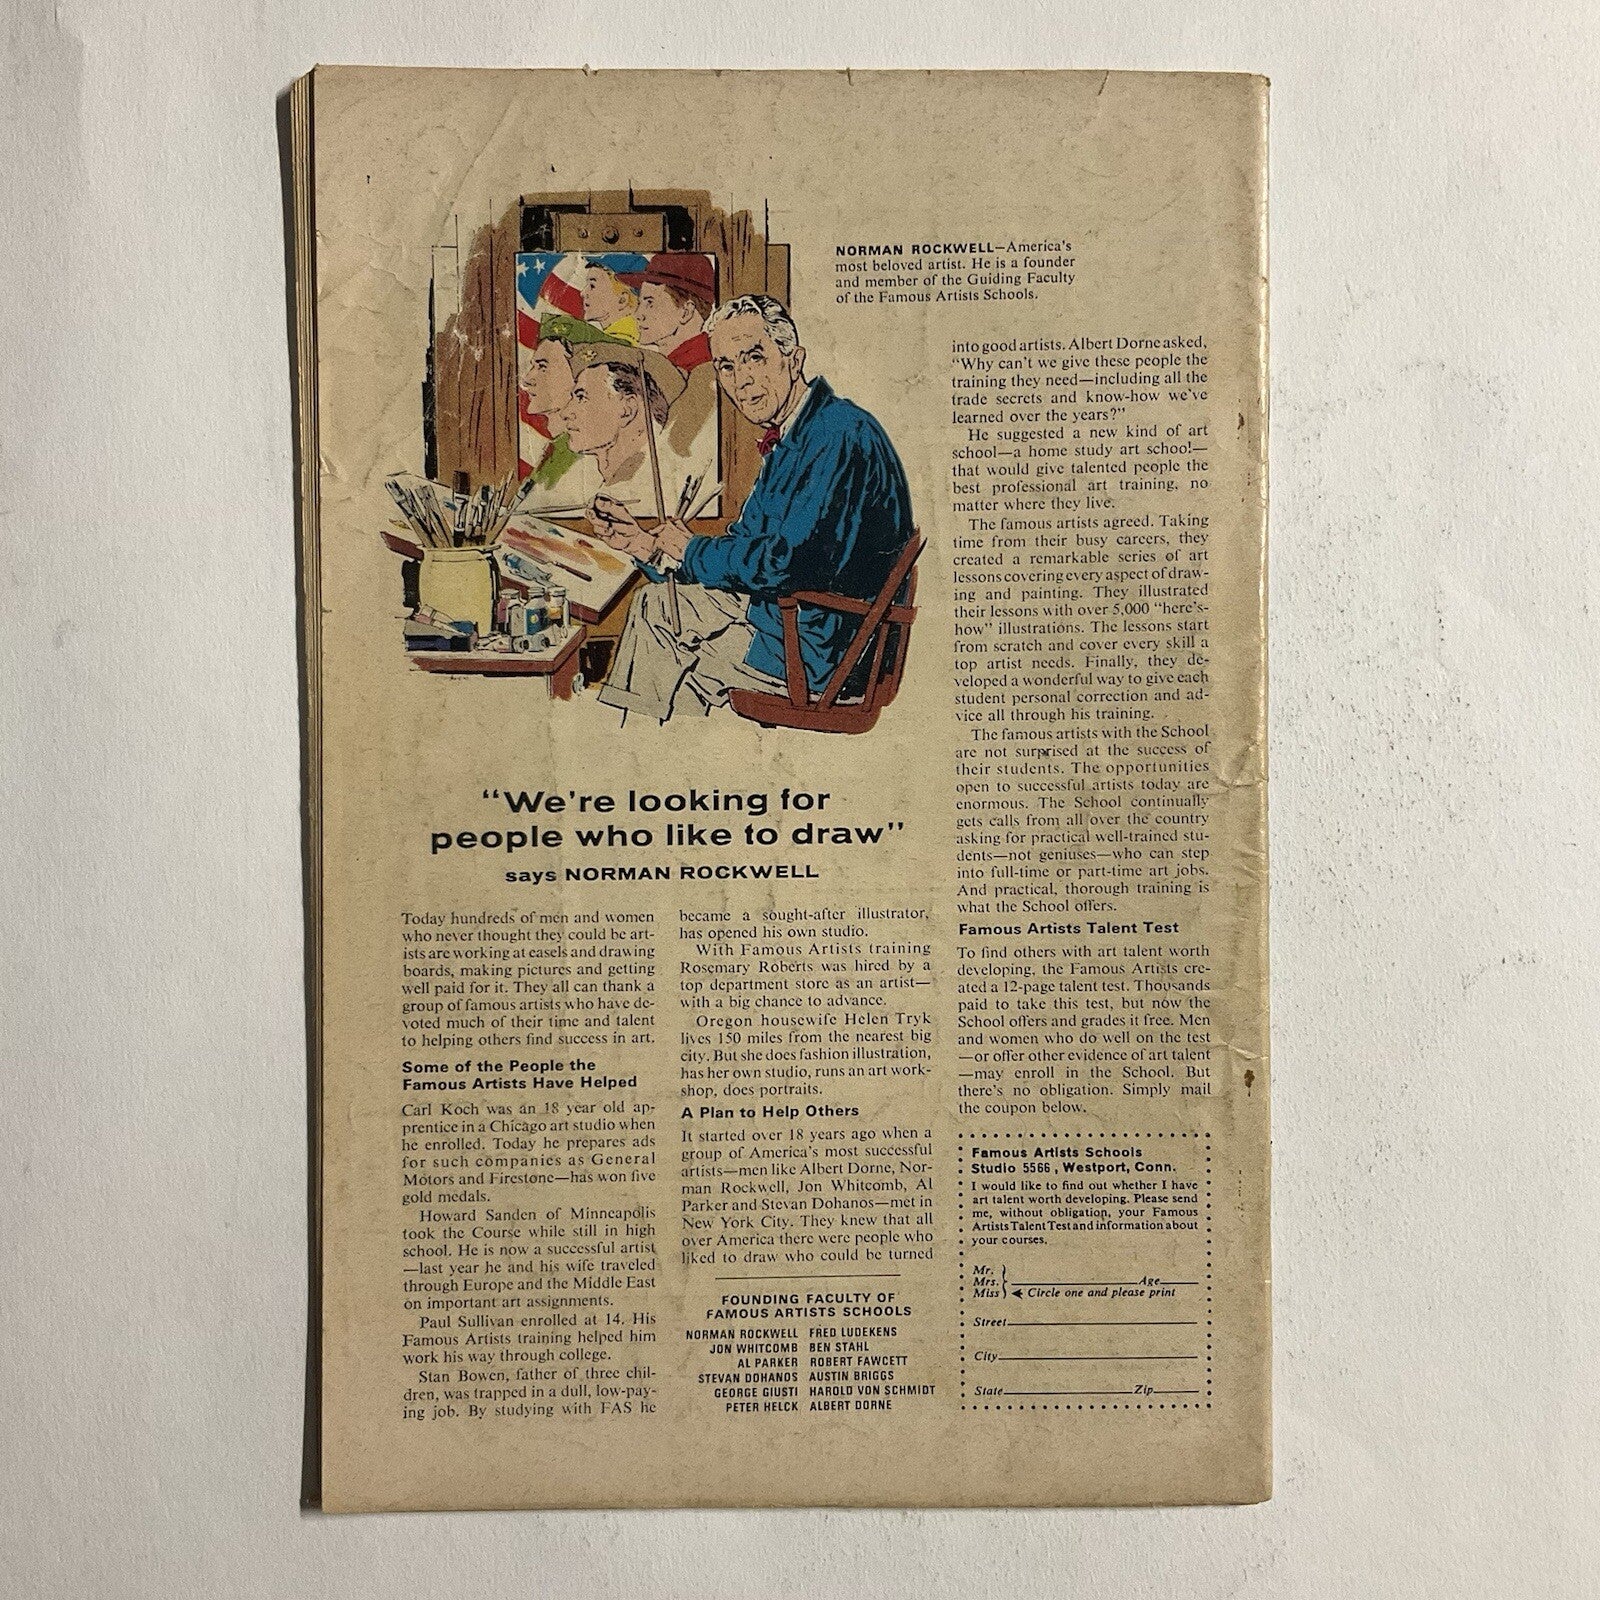 NORMAN ROCKWELL—America's
most beloved artist. He is a founder
and member of the Guiding Faculty
of the Famous Artists Schools.
"We're looking for
people who like to draw"
says NORMAN ROCKWELL
Today hundreds of men and women
who never thought they could be art-
ists are working at easels and drawing
boards, making pictures and getting
well paid for it. They all can thank a
group of famous artists who have de-
voted much of their time and talent
to helping others find success in art.
Some of the People the
Famous Artists Have Helped
Carl Koch was an 18 year old ap-
prentice in a Chicago art studio when
he enrolled. Today he prepares ads
for such companies as General
Motors and Firestone—has won five
gold medals.
Howard Sanden of Minneapolis
took the Course while still in high
school. He is now a successful artist
—last year he and his wife traveled
through Europe and the Middle East
on important art assignments.
Paul Sullivan enrolled at 14. His
Famous Artists training helped him
work his way through college.
Stan Bowen, father of three chil-
dren, was trapped in a dull, low-pay-
ing job. By studying with FAS he
became a sought-after illustrator,
has opened his own studio.
With Famous Artists training
Rosemary Roberts was hired by a
top department store as an artist—
with a big chance to advance.
Oregon housewife Helen Tryk
lives 150 miles from the nearest big
city. But she does fashion illustration,
has her own studio, runs an art work-
shop, does portraits.
A Plan to Help Others
It started over 18 years ago when a
group of America's most successful
artists—men like Albert Dorne, Nor-
man Rockwell, Jon Whitcomb, Al
Parker and Stevan Dohanos—met in
New York City. They knew that all
over America there were people who
liked to draw who could be turned
FOUNDING FACULTY OF
FAMOUS ARTISTS SCHOOLS
NORMAN ROCKWELL FRED LUDEKENS
JON WHITCOMB BEN STAHL
AL PARKER ROBERT FAWCETT
STEVAN DOHANOS AUSTIN BRIGGS
GEORGE GIUSTI HAROLD VON SCHMIDT
PETER HELCK ALBERT DORNE
into good artists. Albert Dorne asked,
"Why can't we give these people the
training they need—including all the
trade secrets and know-how we've
learned over the years?"
He suggested a new kind of art
school—a home study art school—
that would give talented people the
best professional art training, no
matter where they live.
The famous artists agreed. Taking
time from their busy careers, they
created a remarkable series of art
lessons covering every aspect of draw-
ing and painting. They illustrated
their lessons with over 5,000 "here's-
how" illustrations. The lessons start
from scratch and cover every skill a
top artist needs. Finally, they de-
veloped a wonderful way to give each
student personal correction and ad-
vice all through his training.
The famous artists with the School
are not surprised at the success of
their students. The opportunities
open to successful artists today are
enormous. The School continually
gets calls from all over the country
asking for practical well-trained stu-
dents—not geniuses—who can step
into full-time or part-time art jobs.
And practical, thorough training is
what the School offers.
Famous Artists Talent Test
To find others with art talent worth
developing, the Famous Artists cre-
ated a 12-page talent test. Thousands
paid to take this test, but now the
School offers and grades it free. Men
and women who do well on the test
—or offer other evidence of art talent
—may enroll in the School. But
there's no obligation. Simply mail
the coupon below.
Famous Artists Schools
Studio 5566, Westport, Conn.
I would like to find out whether I have
art talent worth developing. Please send
me, without obligation, your Famous
Artists Talent Test and information about
your courses.
Mr.
Mrs. Age
Miss Circle one and please print
Street
City
State Zip